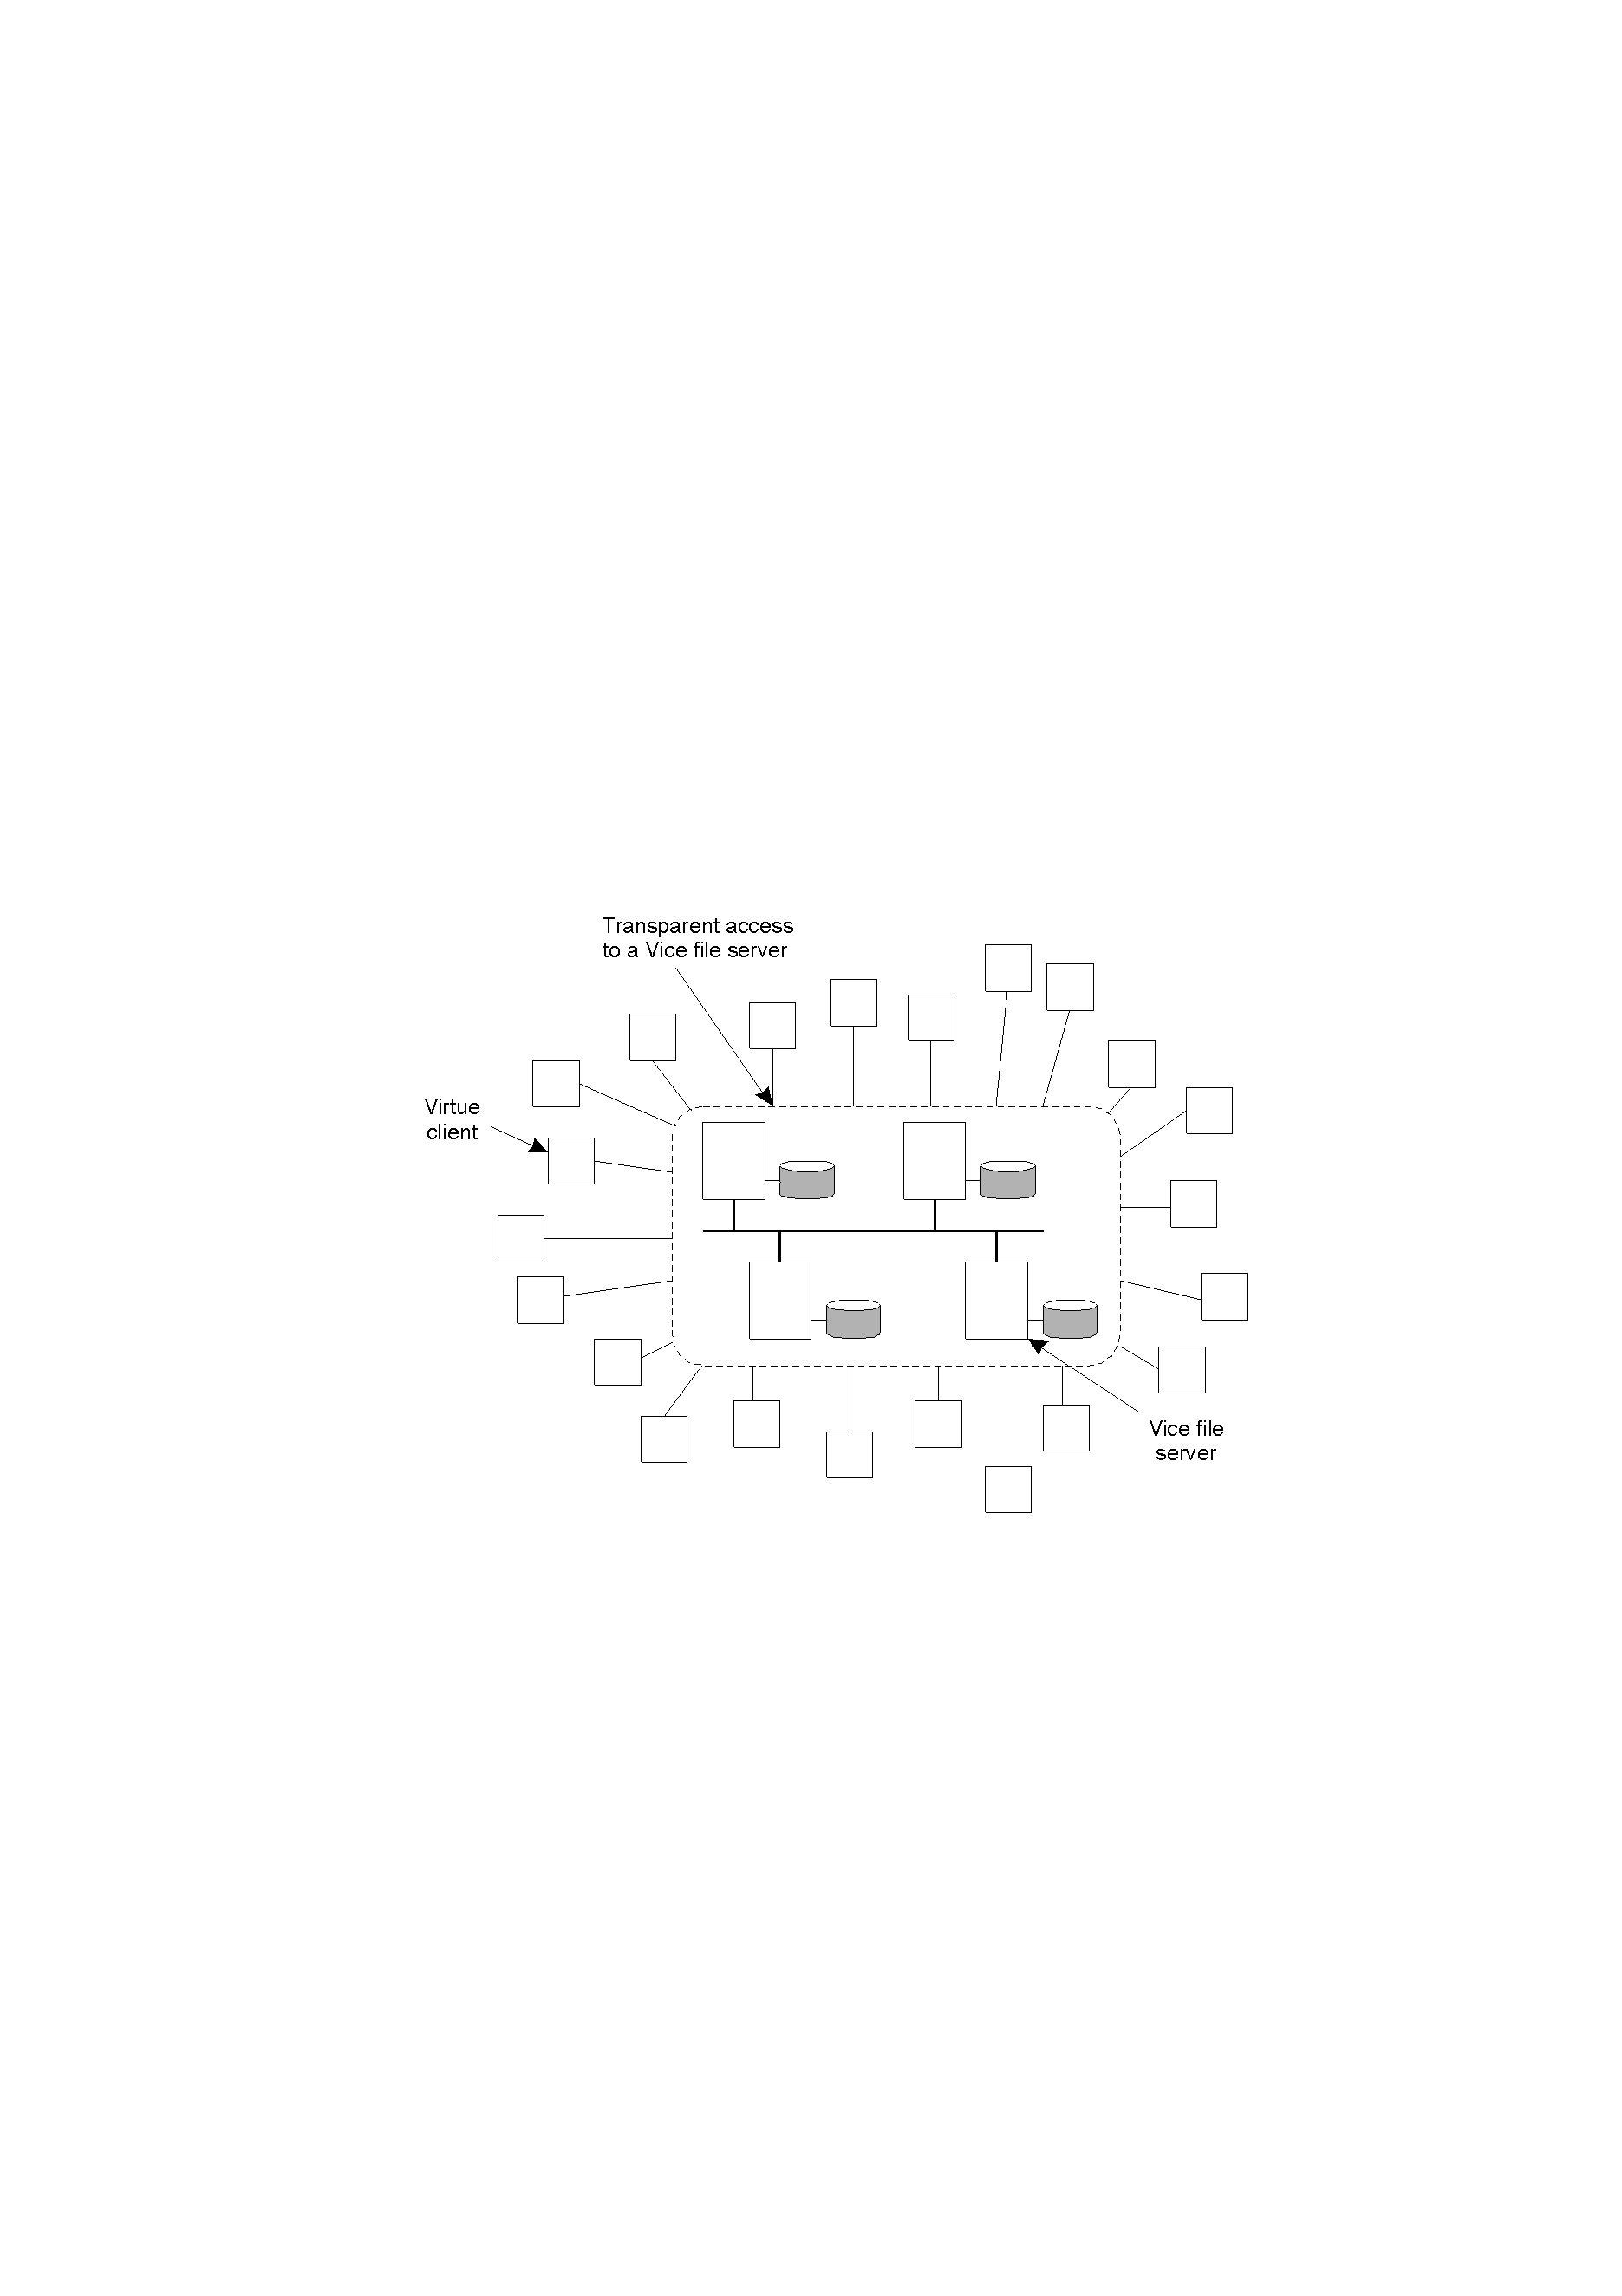 Transparent access
to a Vice file server
Virtue
client
Vice file
server